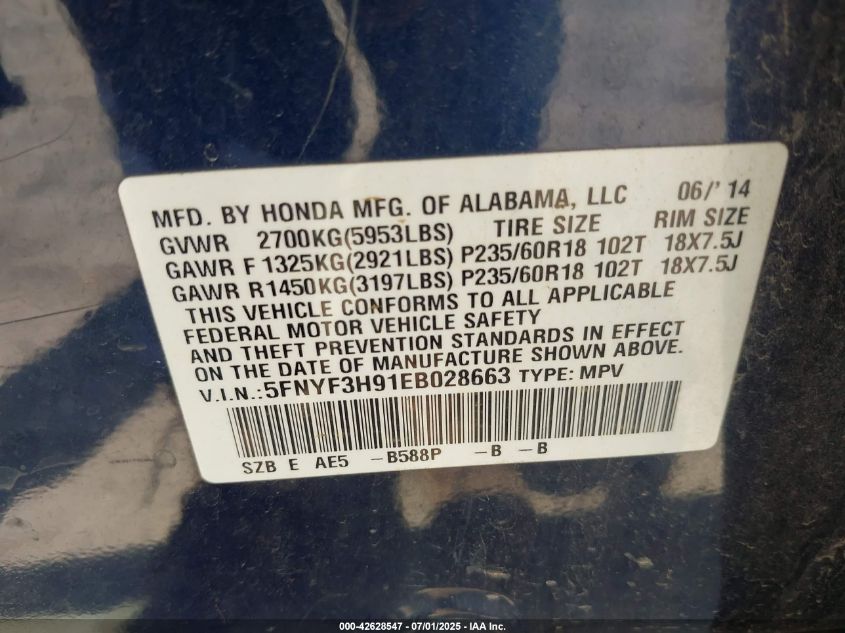 MFD. BY HONDA MFG. OF ALABAMA, LLC 06/' 14
GVWR 2700KG(5953LBS) TIRE SIZE RIM SIZE
GAWR F 1325KG(2921LBS) P235/60R18 102T 18X7.5J
GAWR R1450KG(3197LBS) P235/60R18 102T 18X7.5J
THIS VEHICLE CONFORMS TO ALL APPLICABLE
FEDERAL MOTOR VEHICLE SAFETY
AND THEFT PREVENTION STANDARDS IN EFFECT
ON THE DATE OF MANUFACTURE SHOWN ABOVE.
V.I.N.:5FNYF3H91EB028663 TYPE: MPV
SZB E AE5 -B588P -B -B
000-42628547 - 07/01/2025 - IAA Inc.